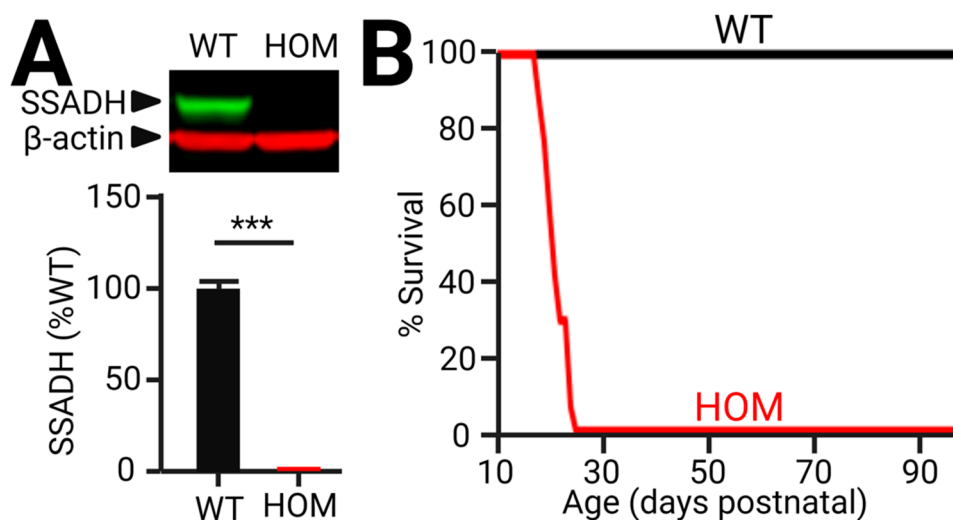 A
WT HOM
SSADH
β-actin
150
100
50
0
SSADH (%WT)
***
WT HOM
B
WT
100
80
60
40
20
0
% Survival
HOM
10 30 50 70 90
Age (days postnatal)